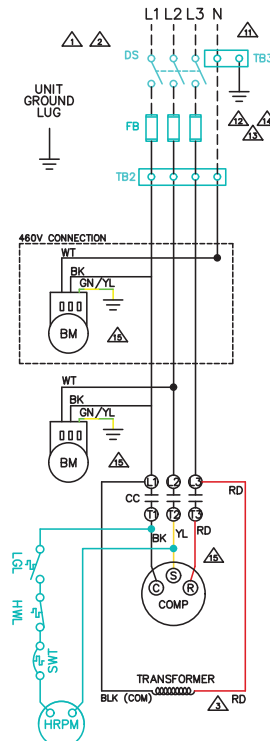 L1 L2 L3 N
1 2 11
DS TB3
UNIT
GROUND
LUG
FB 12 14
13
TB2
460V CONNECTION
WT
BK
GN/YL
BM 15
WT
BK
GN/YL
BM 15
L1 L2 L3
RD
CC
T1 T2 T3
BK YL RD
LGL 15
S
C R
COMP
HWL
LWS
TRANSFORMER
3
BLK (COM) RD
HRPM